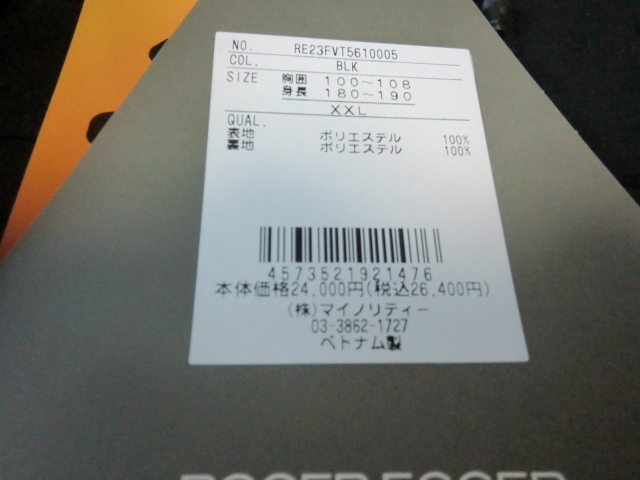 NO. RE23FVT5610005
COL. BLK
SIZE 胸囲 100～108
身長 180～190
XXL
QUAL.
表地 ポリエステル 100%
裏地 ポリエステル 100%
4573521921476
本体価格24,000円(税込26,400円)
(株)マイノリティー
03-3862-1727
ベトナム製